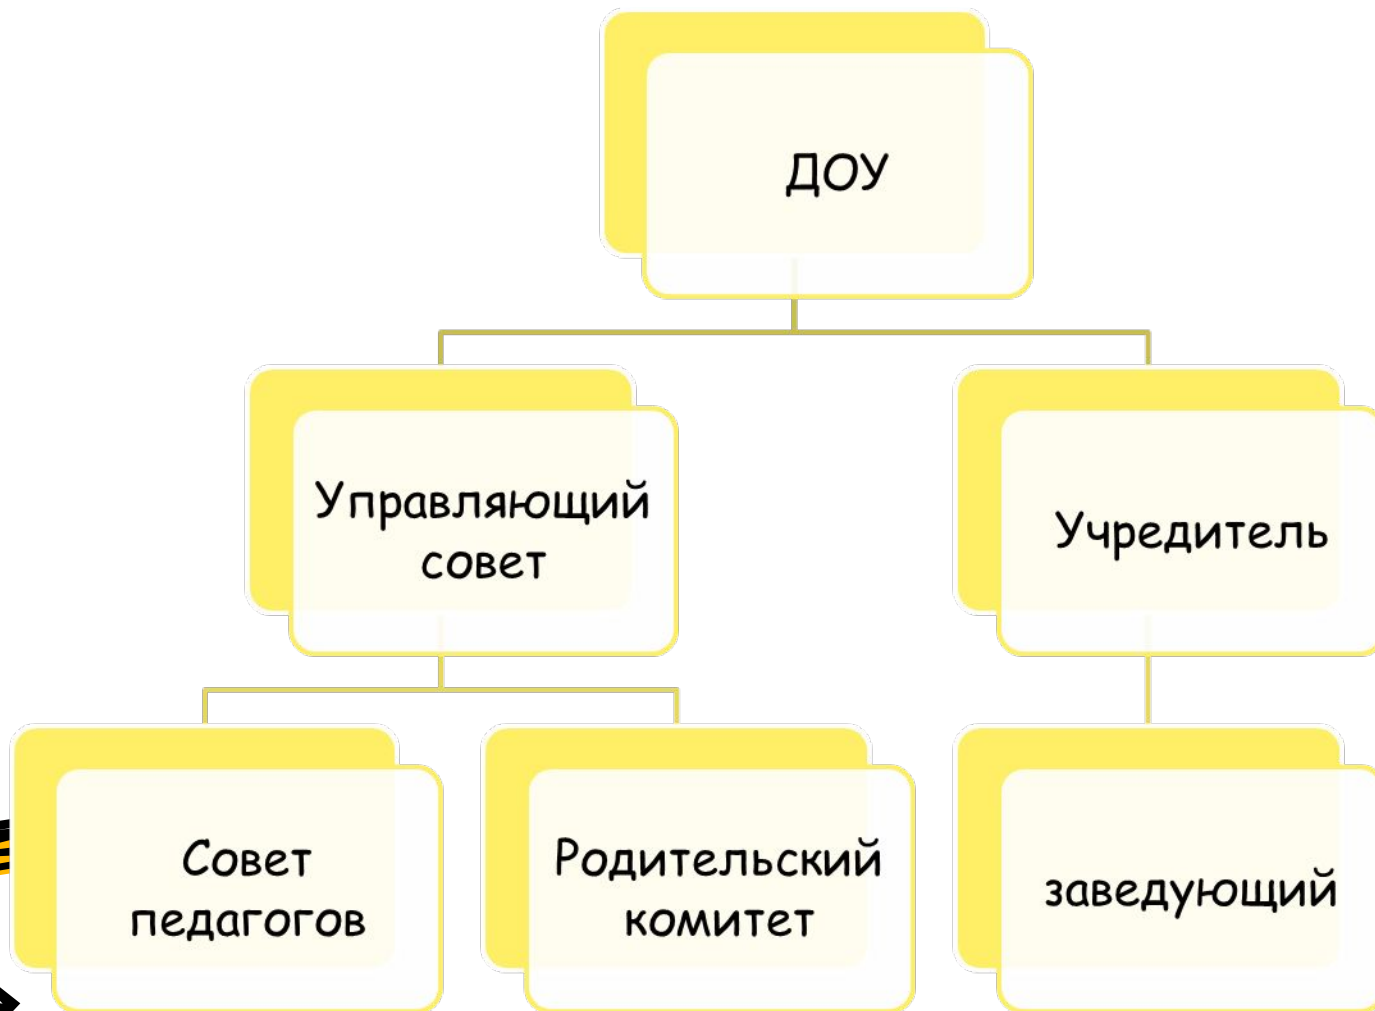 ДОУ
Управляющий
совет
Учредитель
Совет
педагогов
Родительский
комитет
заведующий